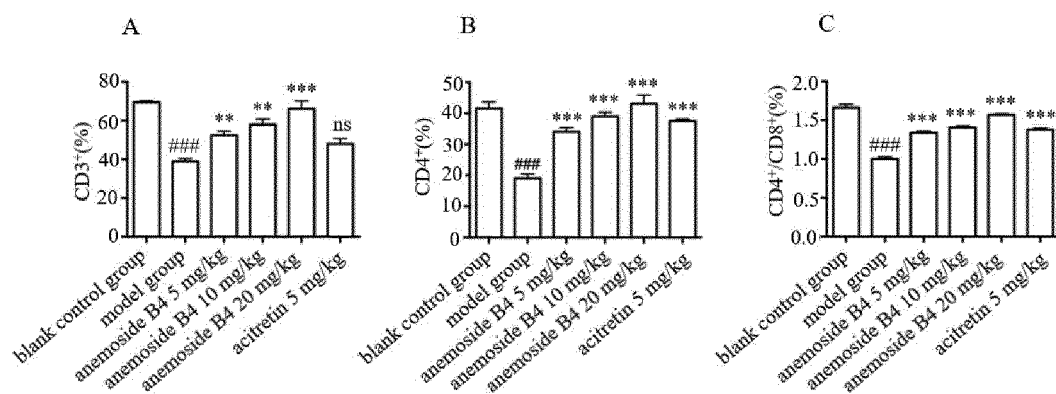 A
CD3+(%)
80
60
40
20
0
###
**
**
***
ns
blank control group
model group
anemoside B4 5 mg/kg
anemoside B4 10 mg/kg
anemoside B4 20 mg/kg
acitretin 5 mg/kg
B
CD4+(%)
50
40
30
20
10
0
###
***
***
***
***
blank control group
model group
anemoside B4 5 mg/kg
anemoside B4 10 mg/kg
anemoside B4 20 mg/kg
acitretin 5 mg/kg
C
CD4+/CD8+(%)
2.0
1.5
1.0
0.5
0.0
###
***
***
***
***
blank control group
model group
anemoside B4 5 mg/kg
anemoside B4 10 mg/kg
anemoside B4 20 mg/kg
acitretin 5 mg/kg